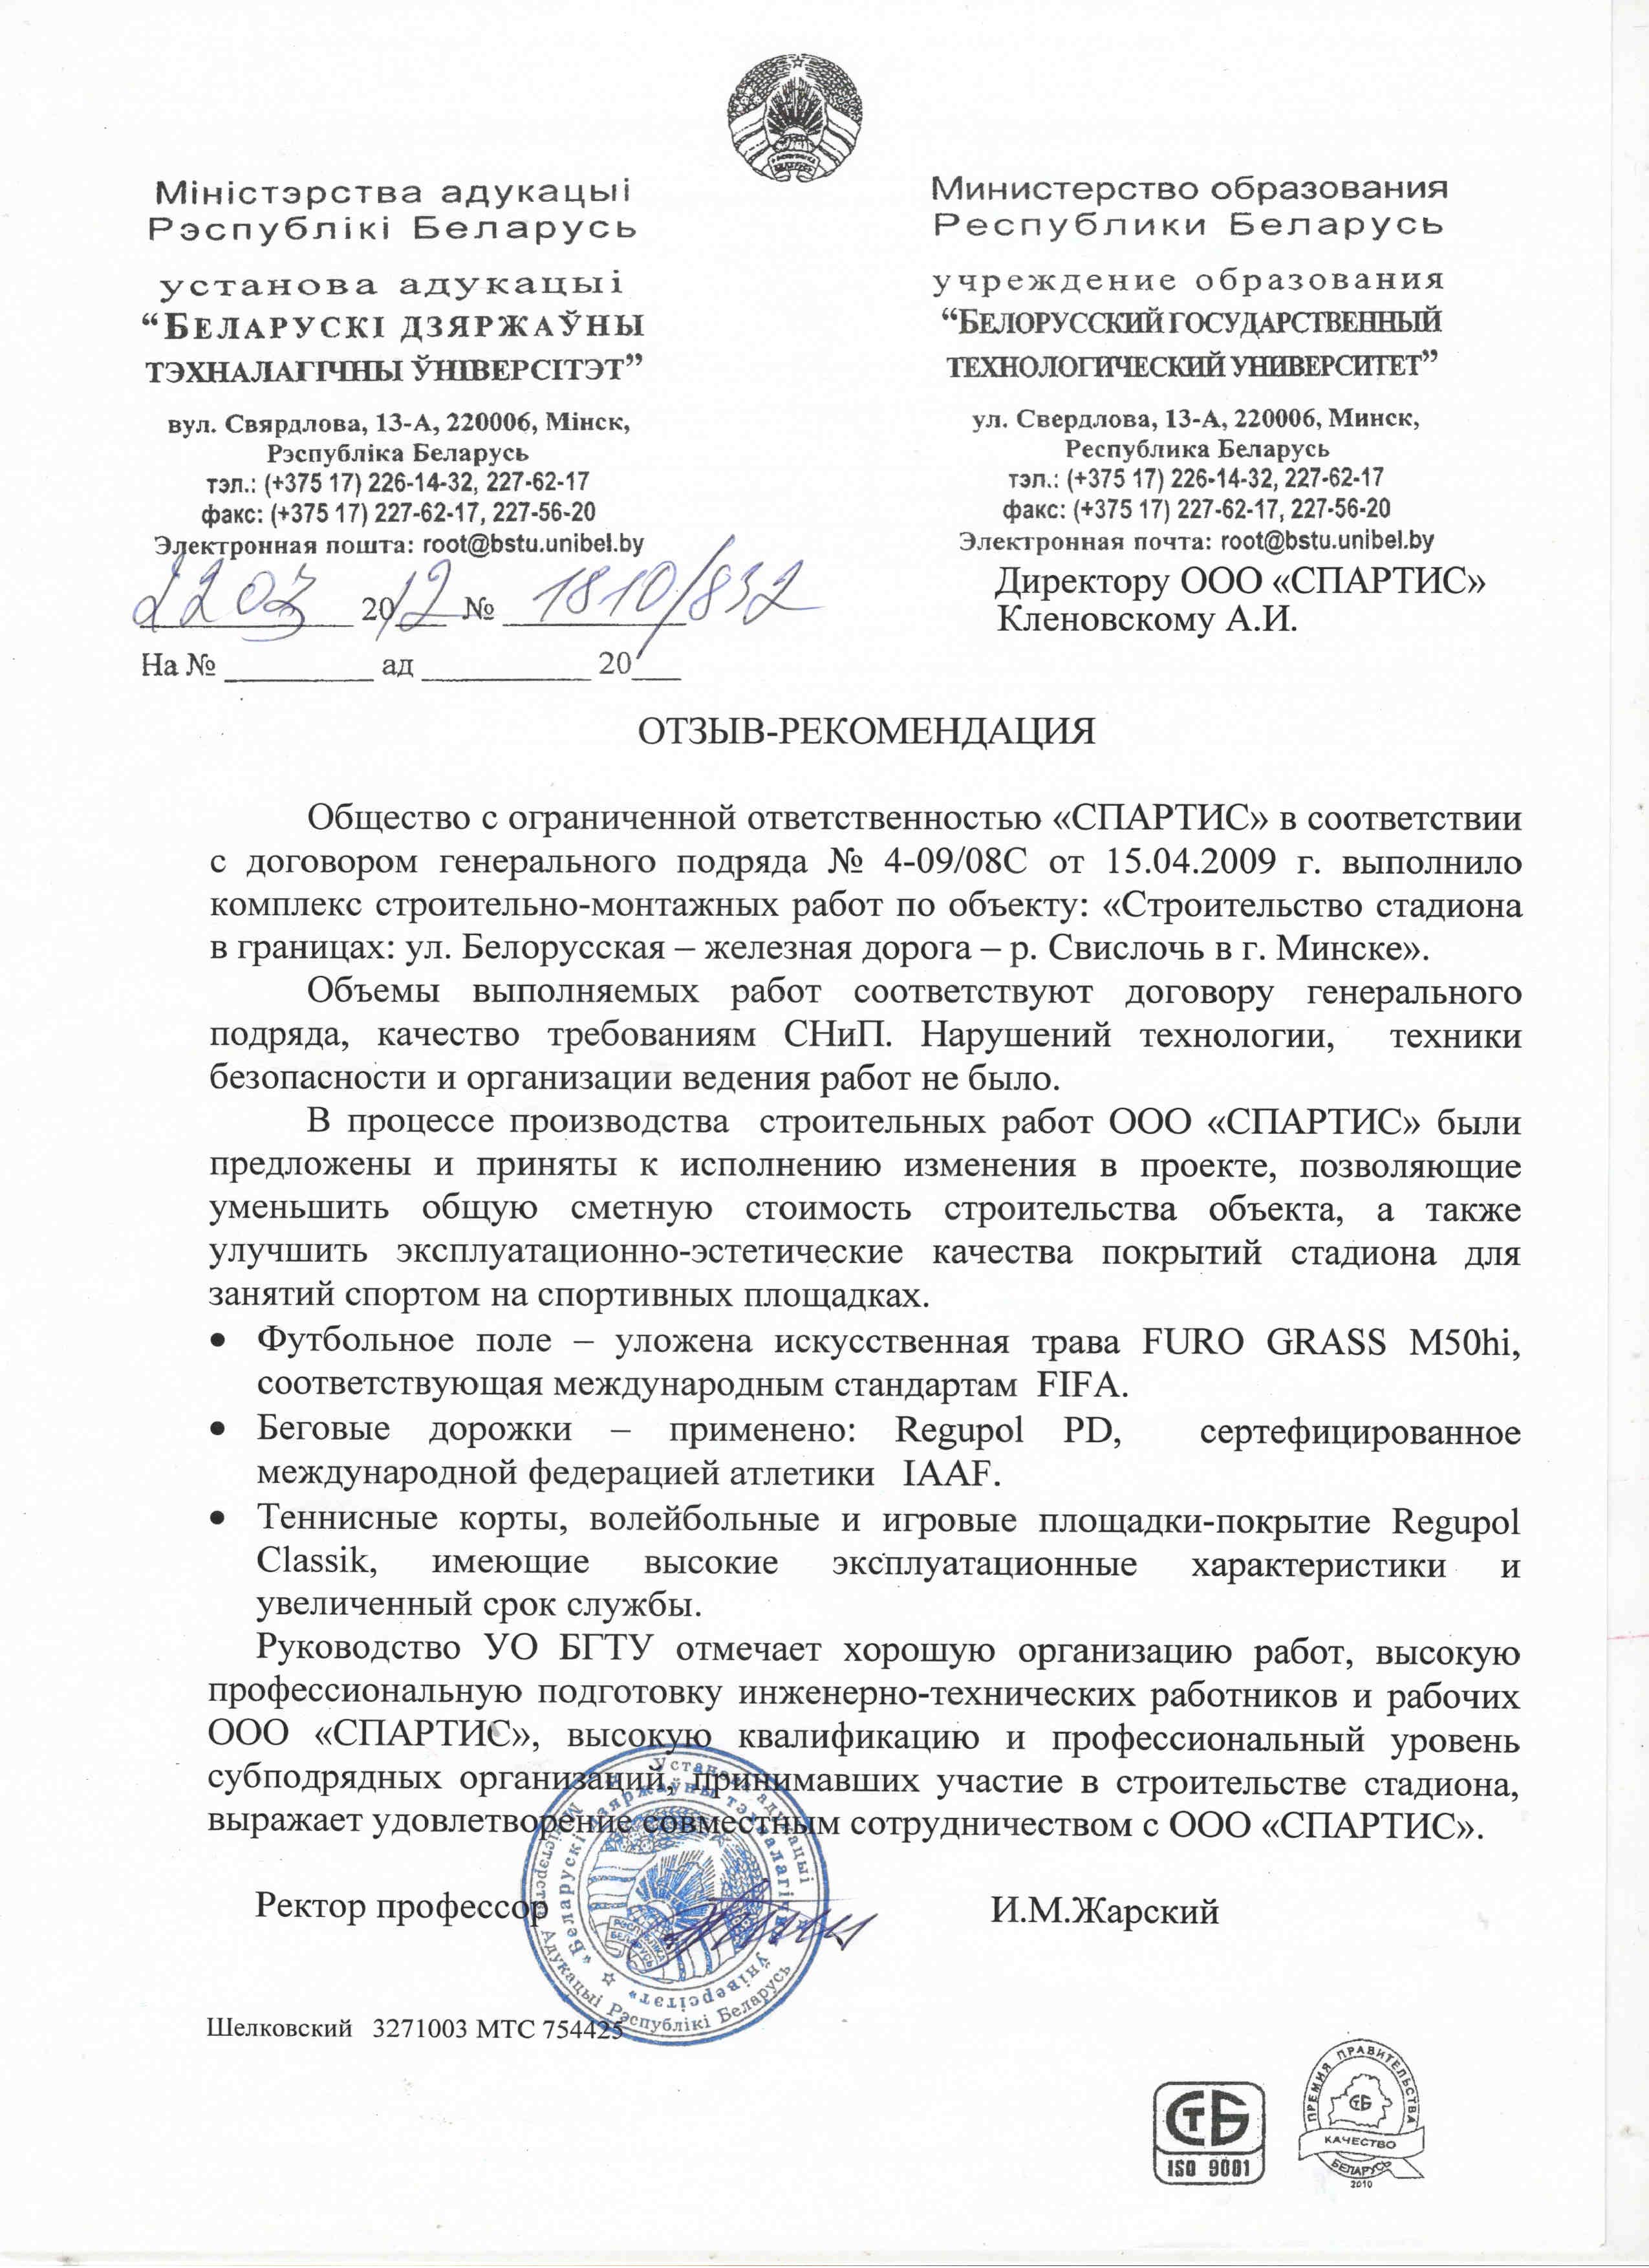 Міністэрства адукацыі
Рэспублікі Беларусь
установа адукацыі
“БЕЛАРУСКІ ДЗЯРЖАЎНЫ
ТЭХНАЛАГІЧНЫ ЎНІВЕРСІТЭТ”
вул. Свярдлова, 13-А, 220006, Мінск,
Рэспубліка Беларусь
тэл.: (+375 17) 226-14-32, 227-62-17
факс: (+375 17) 227-62-17, 227-56-20
Электронная пошта: root@bstu.unibel.by
22 03 2012 № 1810/832
На № ад 20
Министерство образования
Республики Беларусь
учреждение образования
“БЕЛОРУССКИЙ ГОСУДАРСТВЕННЫЙ
ТЕХНОЛОГИЧЕСКИЙ УНИВЕРСИТЕТ”
ул. Свердлова, 13-А, 220006, Минск,
Республика Беларусь
тэл.: (+375 17) 226-14-32, 227-62-17
факс: (+375 17) 227-62-17, 227-56-20
Электронная почта: root@bstu.unibel.by
Директору ООО «СПАРТИС»
Кленовскому А.И.
ОТЗЫВ-РЕКОМЕНДАЦИЯ
Общество с ограниченной ответственностью «СПАРТИС» в соответствии
с договором генерального подряда № 4-09/08С от 15.04.2009 г. выполнило
комплекс строительно-монтажных работ по объекту: «Строительство стадиона
в границах: ул. Белорусская – железная дорога – р. Свислочь в г. Минске».
Объемы выполняемых работ соответствуют договору генерального
подряда, качество требованиям СНиП. Нарушений технологии, техники
безопасности и организации ведения работ не было.
В процессе производства строительных работ ООО «СПАРТИС» были
предложены и приняты к исполнению изменения в проекте, позволяющие
уменьшить общую сметную стоимость строительства объекта, а также
улучшить эксплуатационно-эстетические качества покрытий стадиона для
занятий спортом на спортивных площадках.
• Футбольное поле – уложена искусственная трава FURO GRASS M50hi,
соответствующая международным стандартам FIFA.
• Беговые дорожки – применено: Regupol PD, сертефицированное
международной федерацией атлетики IAAF.
• Теннисные корты, волейбольные и игровые площадки-покрытие Regupol
Classik, имеющие высокие эксплуатационные характеристики и
увеличенный срок службы.
Руководство УО БГТУ отмечает хорошую организацию работ, высокую
профессиональную подготовку инженерно-технических работников и рабочих
ООО «СПАРТИС», высокую квалификацию и профессиональный уровень
субподрядных организаций, принимавших участие в строительстве стадиона,
выражает удовлетворение совместным сотрудничеством с ООО «СПАРТИС».
Ректор профессор И.М.Жарский
Міністэрства Адукацыі Рэспублікі Беларусь
Установа адукацыі
"Беларускі дзяржаўны тэхналагічны ўніверсітэт"
РЭСПУБЛІКА
БЕЛАРУСЬ
Шелковский 3271003 МТС 754425
СТБ
ISO 9001
ПРЕМИЯ ПРАВИТЕЛЬСТВА
СТБ
КАЧЕСТВО
БЕЛАРУСЬ
2010